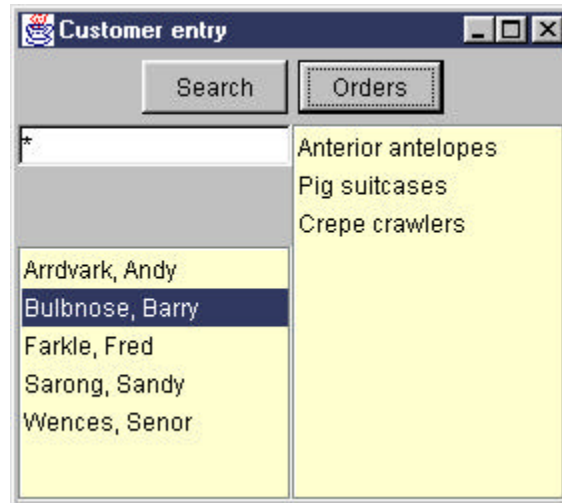 Customer entry
Search
Orders
*
Arrdvark, Andy
Bulbnose, Barry
Farkle, Fred
Sarong, Sandy
Wences, Senor
Anterior antelopes
Pig suitcases
Crepe crawlers